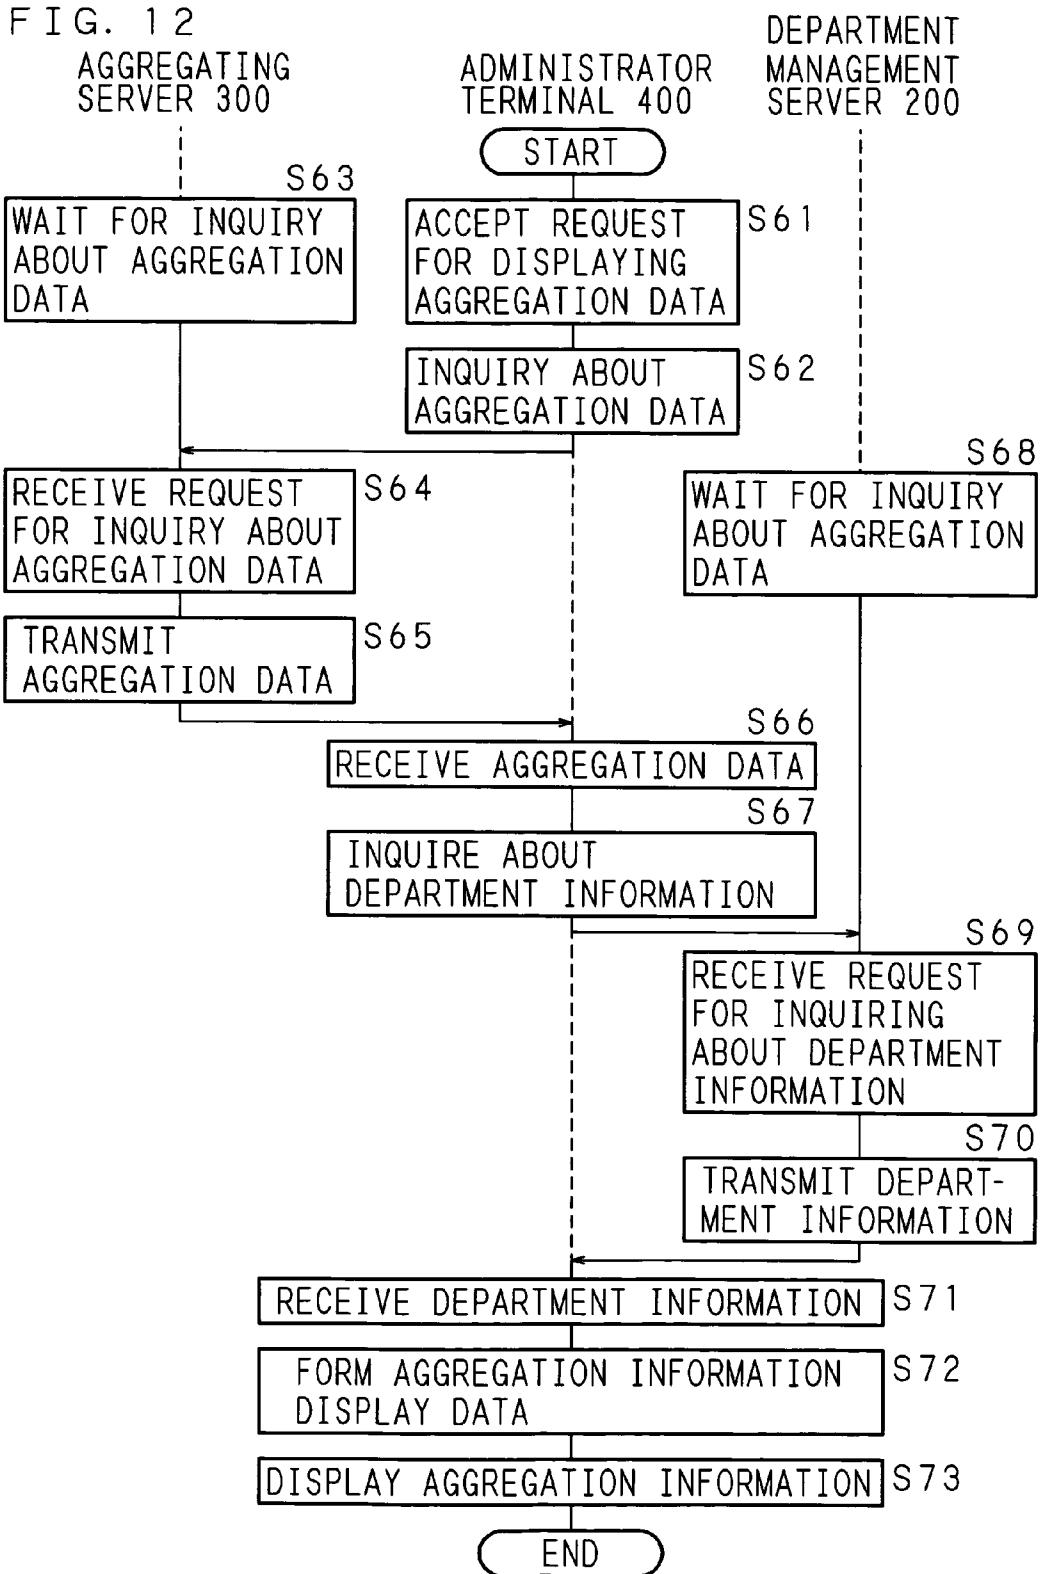 FIG. 12
AGGREGATING
SERVER 300
ADMINISTRATOR
TERMINAL 400
DEPARTMENT
MANAGEMENT
SERVER 200
START
S63
WAIT FOR INQUIRY
ABOUT AGGREGATION
DATA
ACCEPT REQUEST
FOR DISPLAYING
AGGREGATION DATA
S61
INQUIRY ABOUT
AGGREGATION DATA
S62
RECEIVE REQUEST
FOR INQUIRY ABOUT
AGGREGATION DATA
S64
S68
WAIT FOR INQUIRY
ABOUT AGGREGATION
DATA
TRANSMIT
AGGREGATION DATA
S65
S66
RECEIVE AGGREGATION DATA
S67
INQUIRE ABOUT
DEPARTMENT INFORMATION
S69
RECEIVE REQUEST
FOR INQUIRING
ABOUT DEPARTMENT
INFORMATION
S70
TRANSMIT DEPART-
MENT INFORMATION
RECEIVE DEPARTMENT INFORMATION
S71
FORM AGGREGATION INFORMATION
DISPLAY DATA
S72
DISPLAY AGGREGATION INFORMATION
S73
END